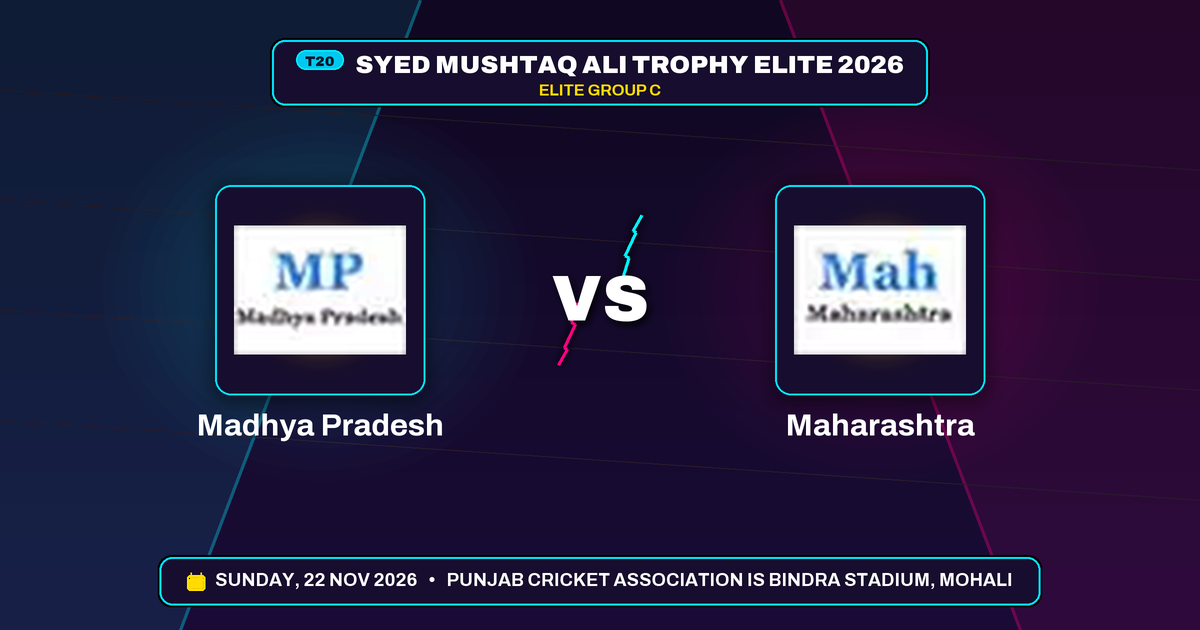 T20 SYED MUSHTAQ ALI TROPHY ELITE 2026
ELITE GROUP C
MP
Madhya Pradesh
Mah
Maharashtra
VS
Madhya Pradesh
Maharashtra
SUNDAY, 22 NOV 2026 • PUNJAB CRICKET ASSOCIATION IS BINDRA STADIUM, MOHALI